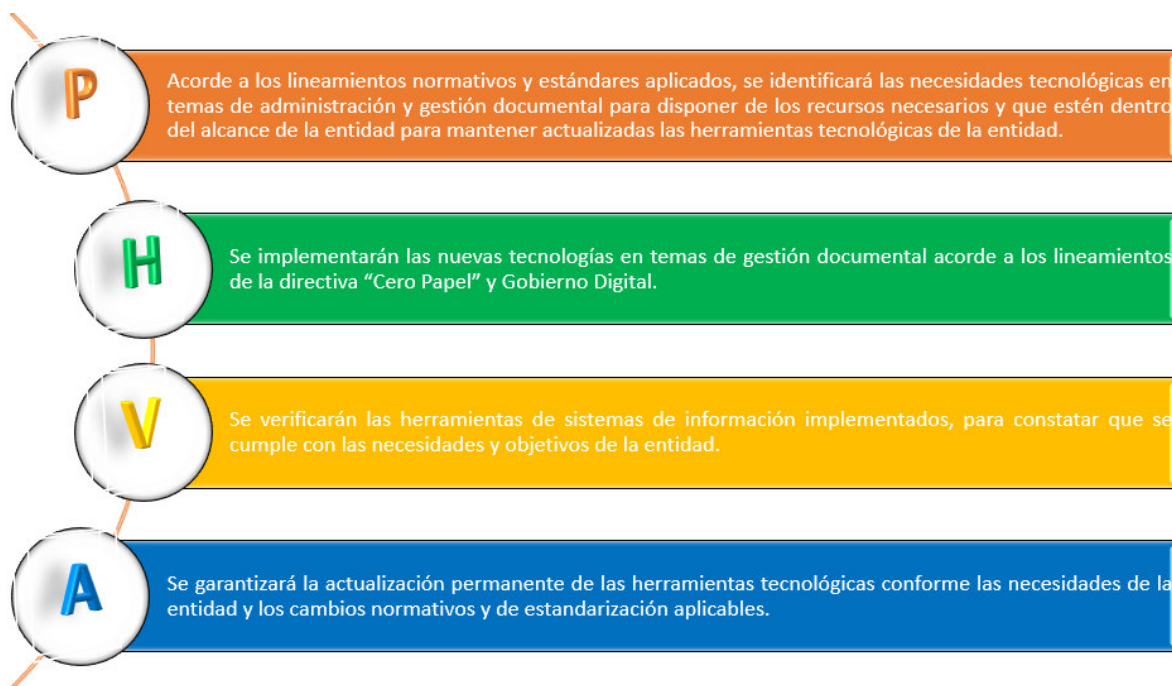 P
Acorde a los lineamientos normativos y estándares aplicados, se identificará las necesidades tecnológicas en
temas de administración y gestión documental para disponer de los recursos necesarios y que estén dentro
del alcance de la entidad para mantener actualizadas las herramientas tecnológicas de la entidad.
H
Se implementarán las nuevas tecnologías en temas de gestión documental acorde a los lineamientos
de la directiva “Cero Papel” y Gobierno Digital.
V
Se verificarán las herramientas de sistemas de información implementados, para constatar que se
cumple con las necesidades y objetivos de la entidad.
A
Se garantizará la actualización permanente de las herramientas tecnológicas conforme las necesidades de la
entidad y los cambios normativos y de estandarización aplicables.